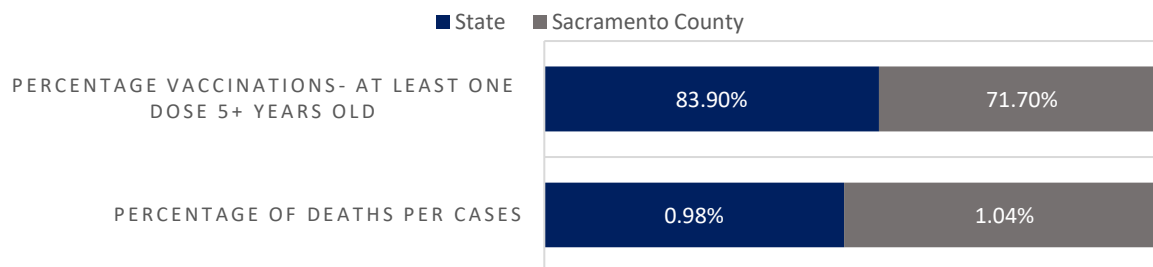 State Sacramento County
PERCENTAGE VACCINATIONS- AT LEAST ONE
DOSE 5+ YEARS OLD
83.90% 71.70%
PERCENTAGE OF DEATHS PER CASES
0.98% 1.04%